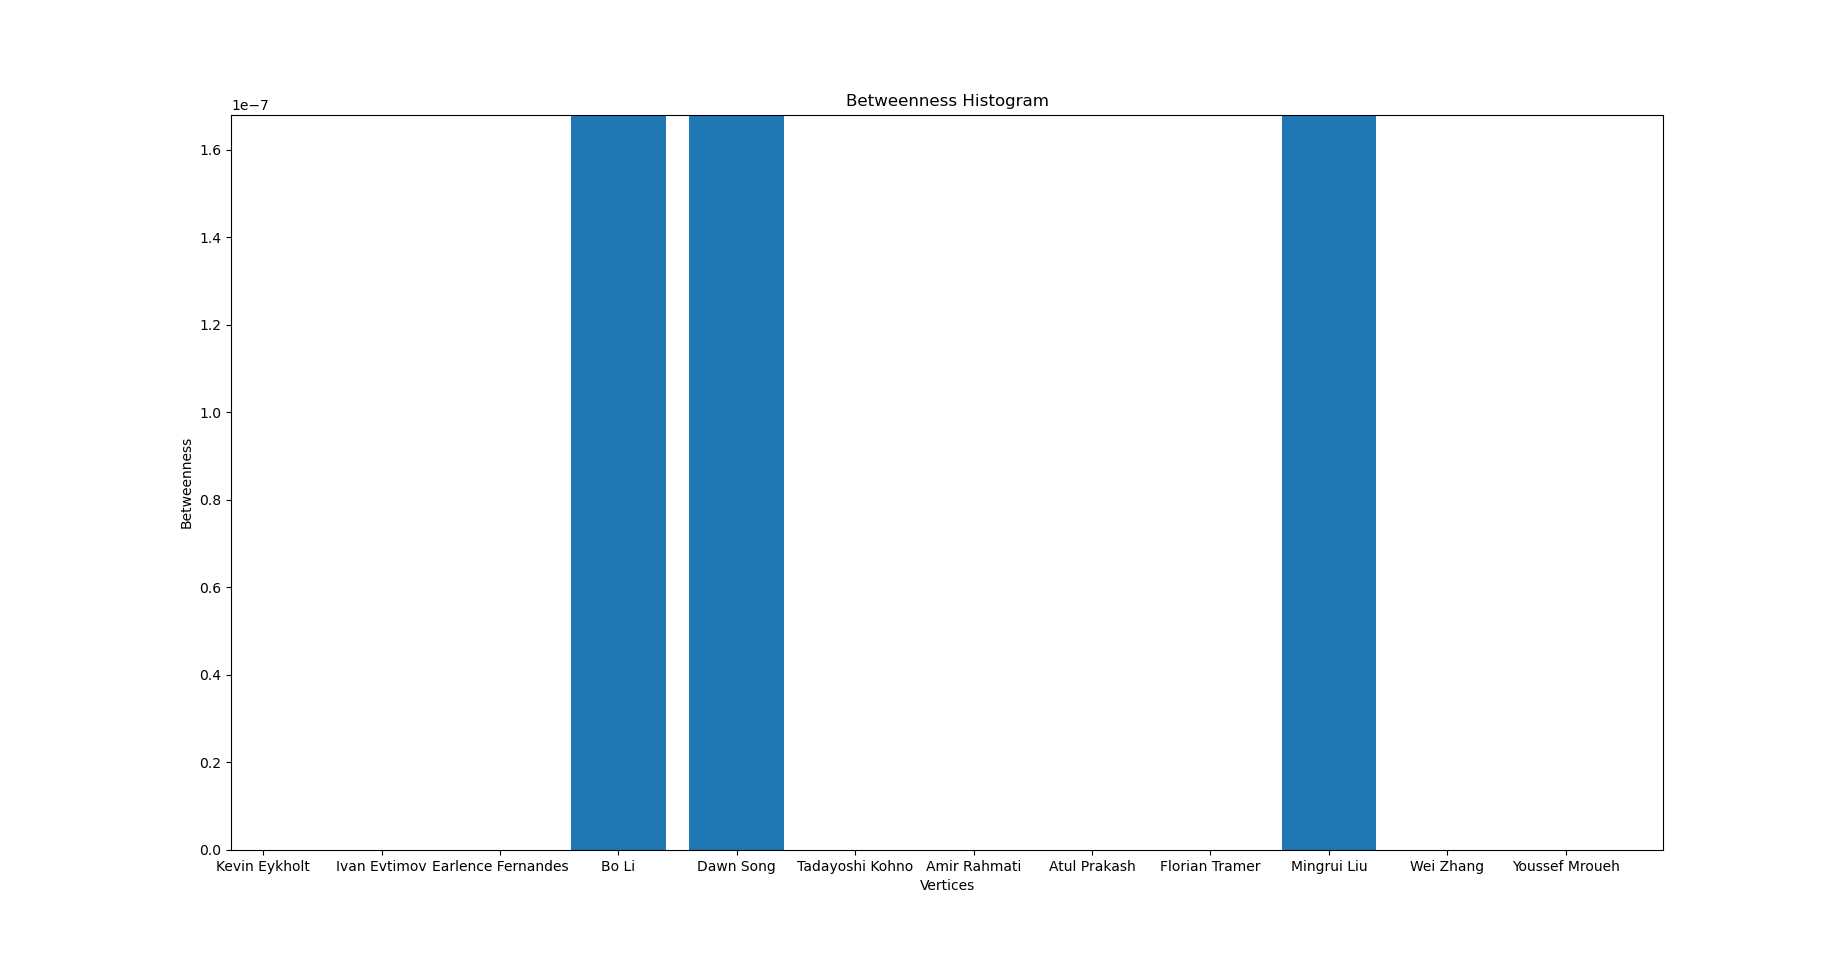 Betweenness Histogram
1e−7
1.6
1.4
1.2
1.0
0.8
0.6
0.4
0.2
0.0
Betweenness
Kevin Eykholt Ivan Evtimov Earlence Fernandes Bo Li Dawn Song Tadayoshi Kohno Amir Rahmati Atul Prakash Florian Tramer Mingrui Liu Wei Zhang Youssef Mroueh
Vertices